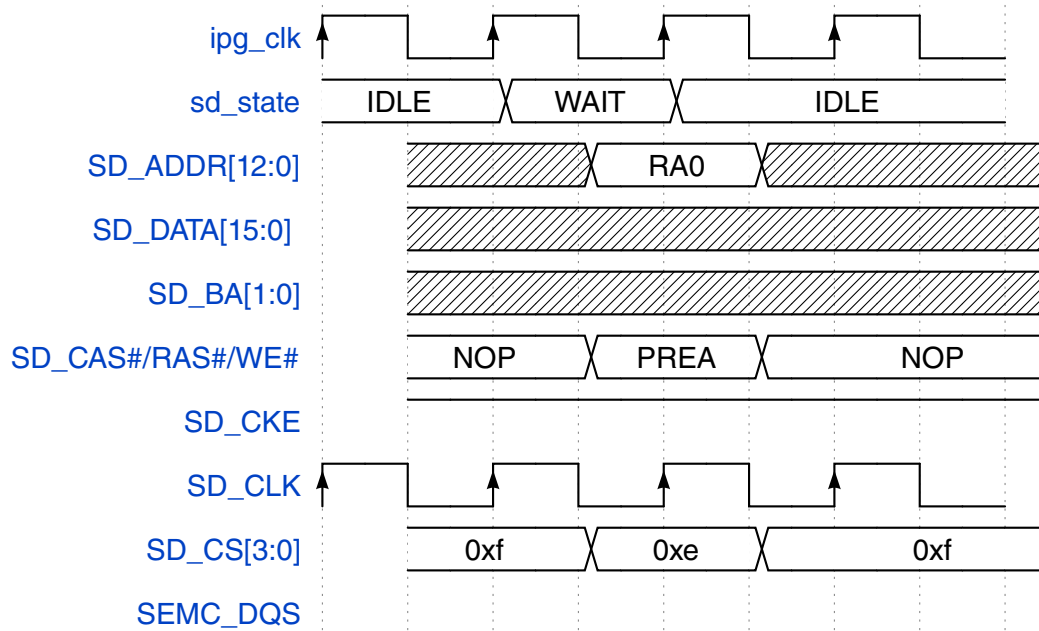 ipg_clk
sd_state IDLE WAIT IDLE
SD_ADDR[12:0] RA0
SD_DATA[15:0]
SD_BA[1:0]
SD_CAS#/RAS#/WE# NOP PREA NOP
SD_CKE
SD_CLK
SD_CS[3:0] 0xf 0xe 0xf
SEMC_DQS